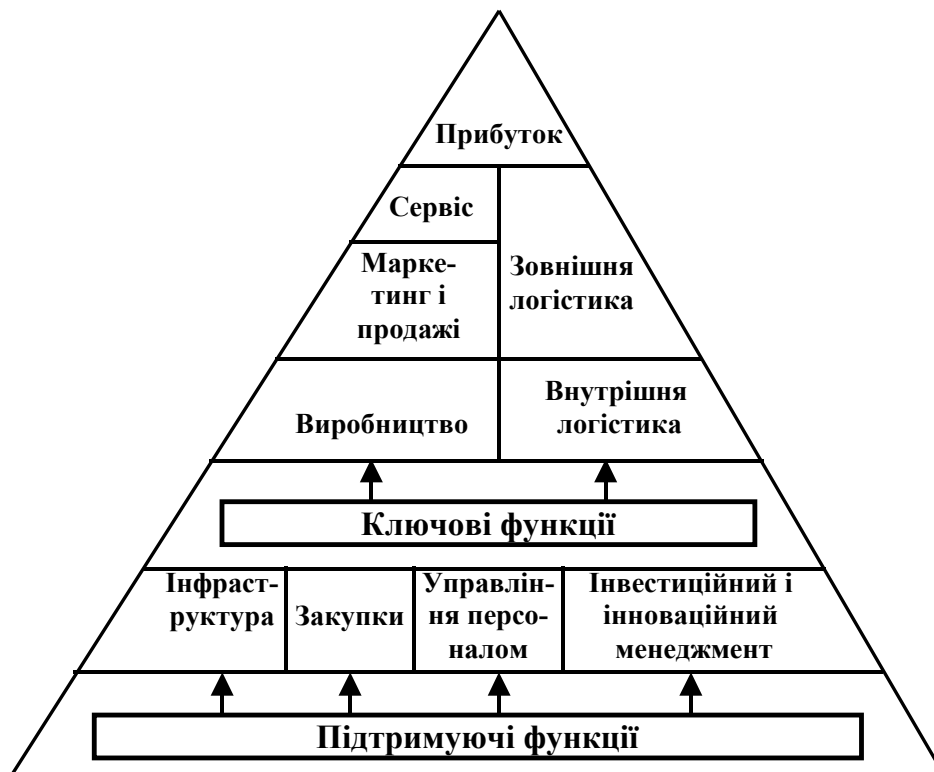 Прибуток
Сервіс
Марке-
тинг і
продажі
Зовнішня
логістика
Виробництво
Внутрішня
логістика
Ключові функції
Інфраст-
руктура
Закупки
Управлін-
ня персо-
налом
Інвестиційний і
інноваційний
менеджмент
Підтримуючі функції